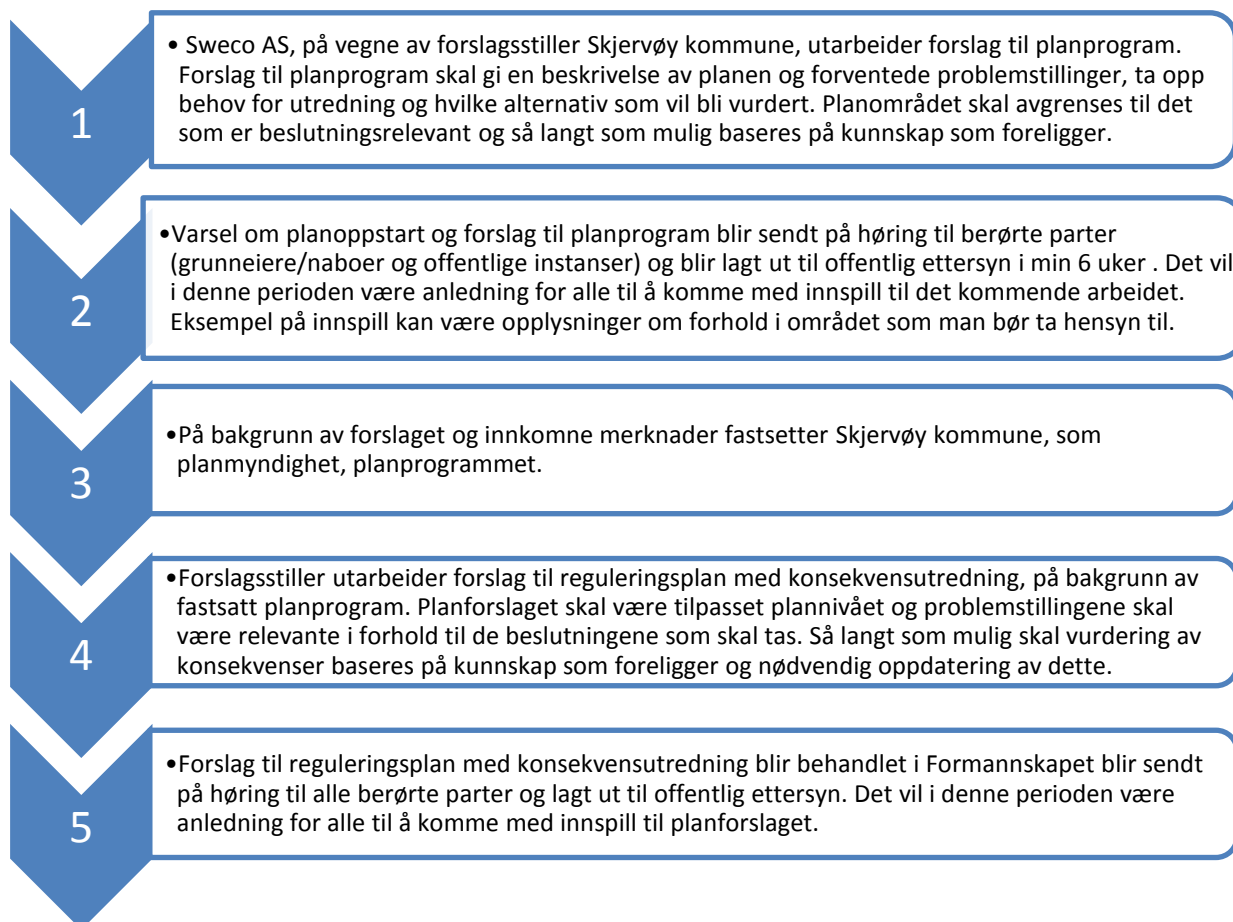 1
• Sweco AS, på vegne av forslagsstiller Skjervøy kommune, utarbeider forslag til planprogram.
Forslag til planprogram skal gi en beskrivelse av planen og forventede problemstillinger, ta opp
behov for utredning og hvilke alternativ som vil bli vurdert. Planområdet skal avgrenses til det
som er beslutningsrelevant og så langt som mulig baseres på kunnskap som foreligger.
2
•Varsel om planoppstart og forslag til planprogram blir sendt på høring til berørte parter
(grunneiere/naboer og offentlige instanser) og blir lagt ut til offentlig ettersyn i min 6 uker . Det vil
i denne perioden være anledning for alle til å komme med innspill til det kommende arbeidet.
Eksempel på innspill kan være opplysninger om forhold i området som man bør ta hensyn til.
3
•På bakgrunn av forslaget og innkomne merknader fastsetter Skjervøy kommune, som
planmyndighet, planprogrammet.
4
•Forslagsstiller utarbeider forslag til reguleringsplan med konsekvensutredning, på bakgrunn av
fastsatt planprogram. Planforslaget skal være tilpasset plannivået og problemstillingene skal
være relevante i forhold til de beslutningene som skal tas. Så langt som mulig skal vurdering av
konsekvenser baseres på kunnskap som foreligger og nødvendig oppdatering av dette.
5
•Forslag til reguleringsplan med konsekvensutredning blir behandlet i Formannskapet blir sendt
på høring til alle berørte parter og lagt ut til offentlig ettersyn. Det vil i denne perioden være
anledning for alle til å komme med innspill til planforslaget.